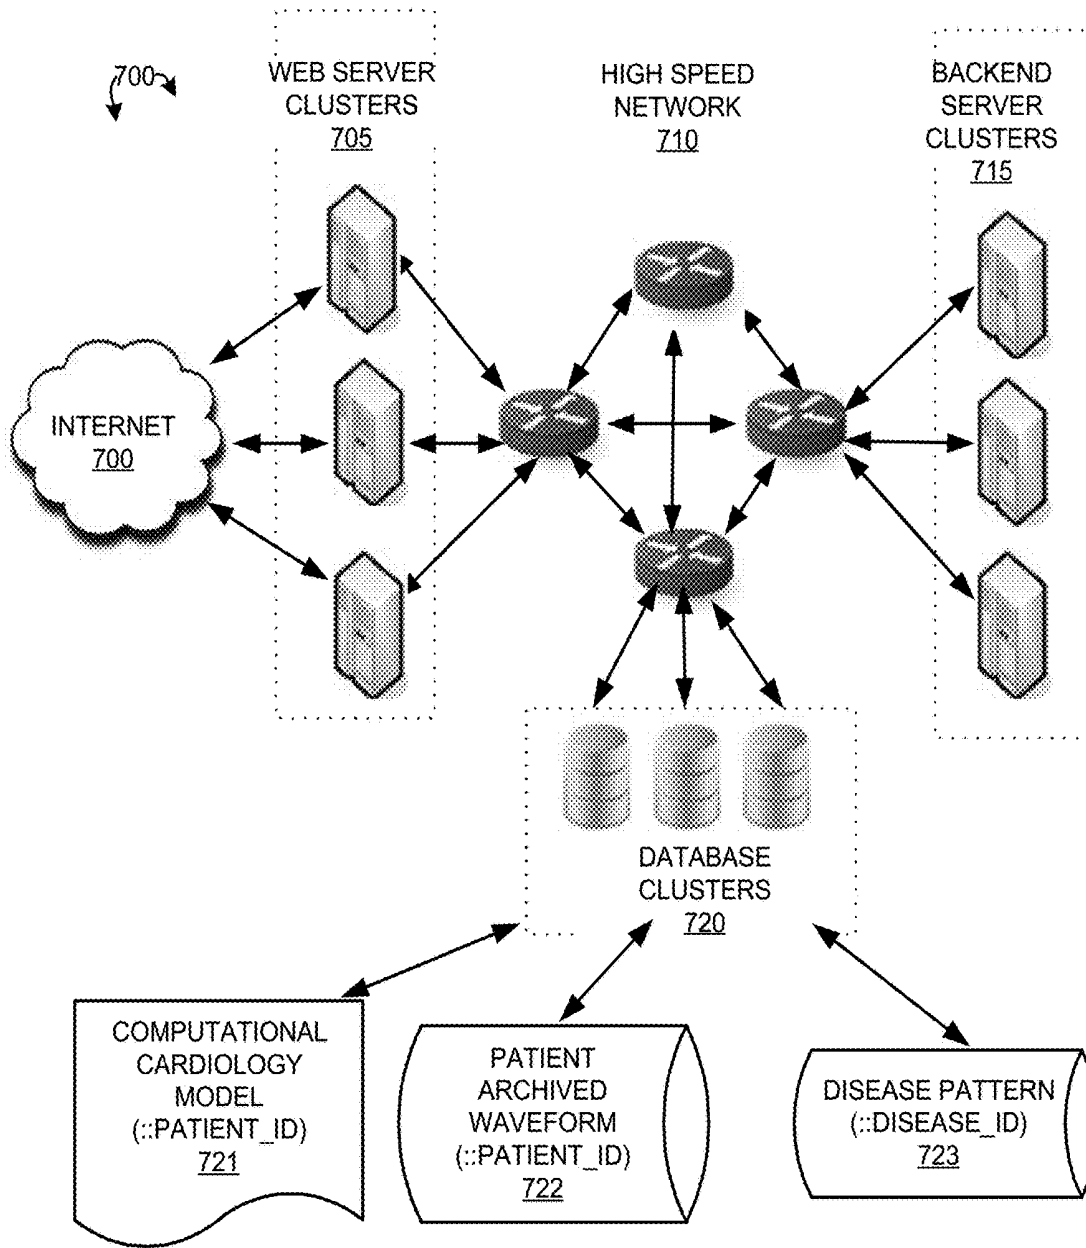 700
WEB SERVER
CLUSTERS
705
HIGH SPEED
NETWORK
710
BACKEND
SERVER
CLUSTERS
715
INTERNET
700
DATABASE
CLUSTERS
720
COMPUTATIONAL
CARDIOLOGY
MODEL
(::PATIENT_ID)
721
PATIENT
ARCHIVED
WAVEFORM
(::PATIENT_ID)
722
DISEASE PATTERN
(::DISEASE_ID)
723